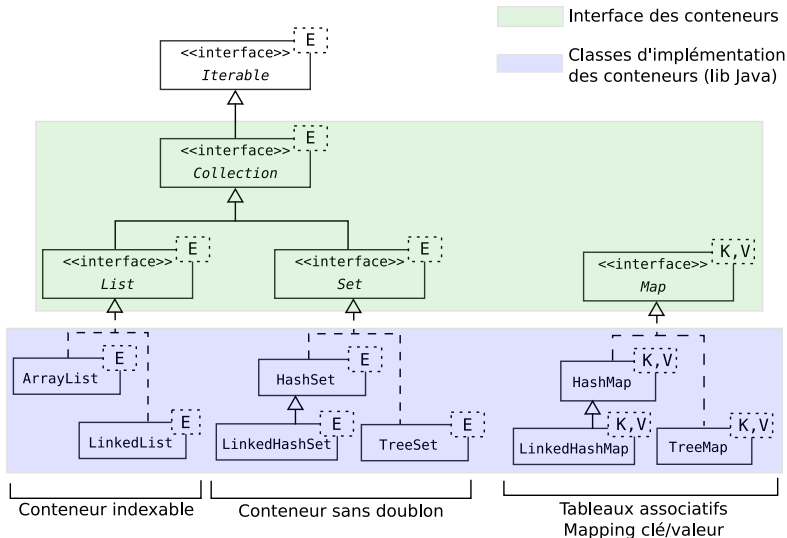 Interface des conteneurs
Classes d'implémentation
des conteneurs (lib Java)
E
<<interface>>
Iterable
E
<<interface>>
Collection
E
<<interface>>
List
E
<<interface>>
Set
K,V
<<interface>>
Map
E
ArrayList
E
LinkedList
E
HashSet
E
LinkedHashSet
E
TreeSet
K,V
HashMap
K,V
LinkedHashMap
K,V
TreeMap
Conteneur indexable
Conteneur sans doublon
Tableaux associatifs
Mapping clé/valeur